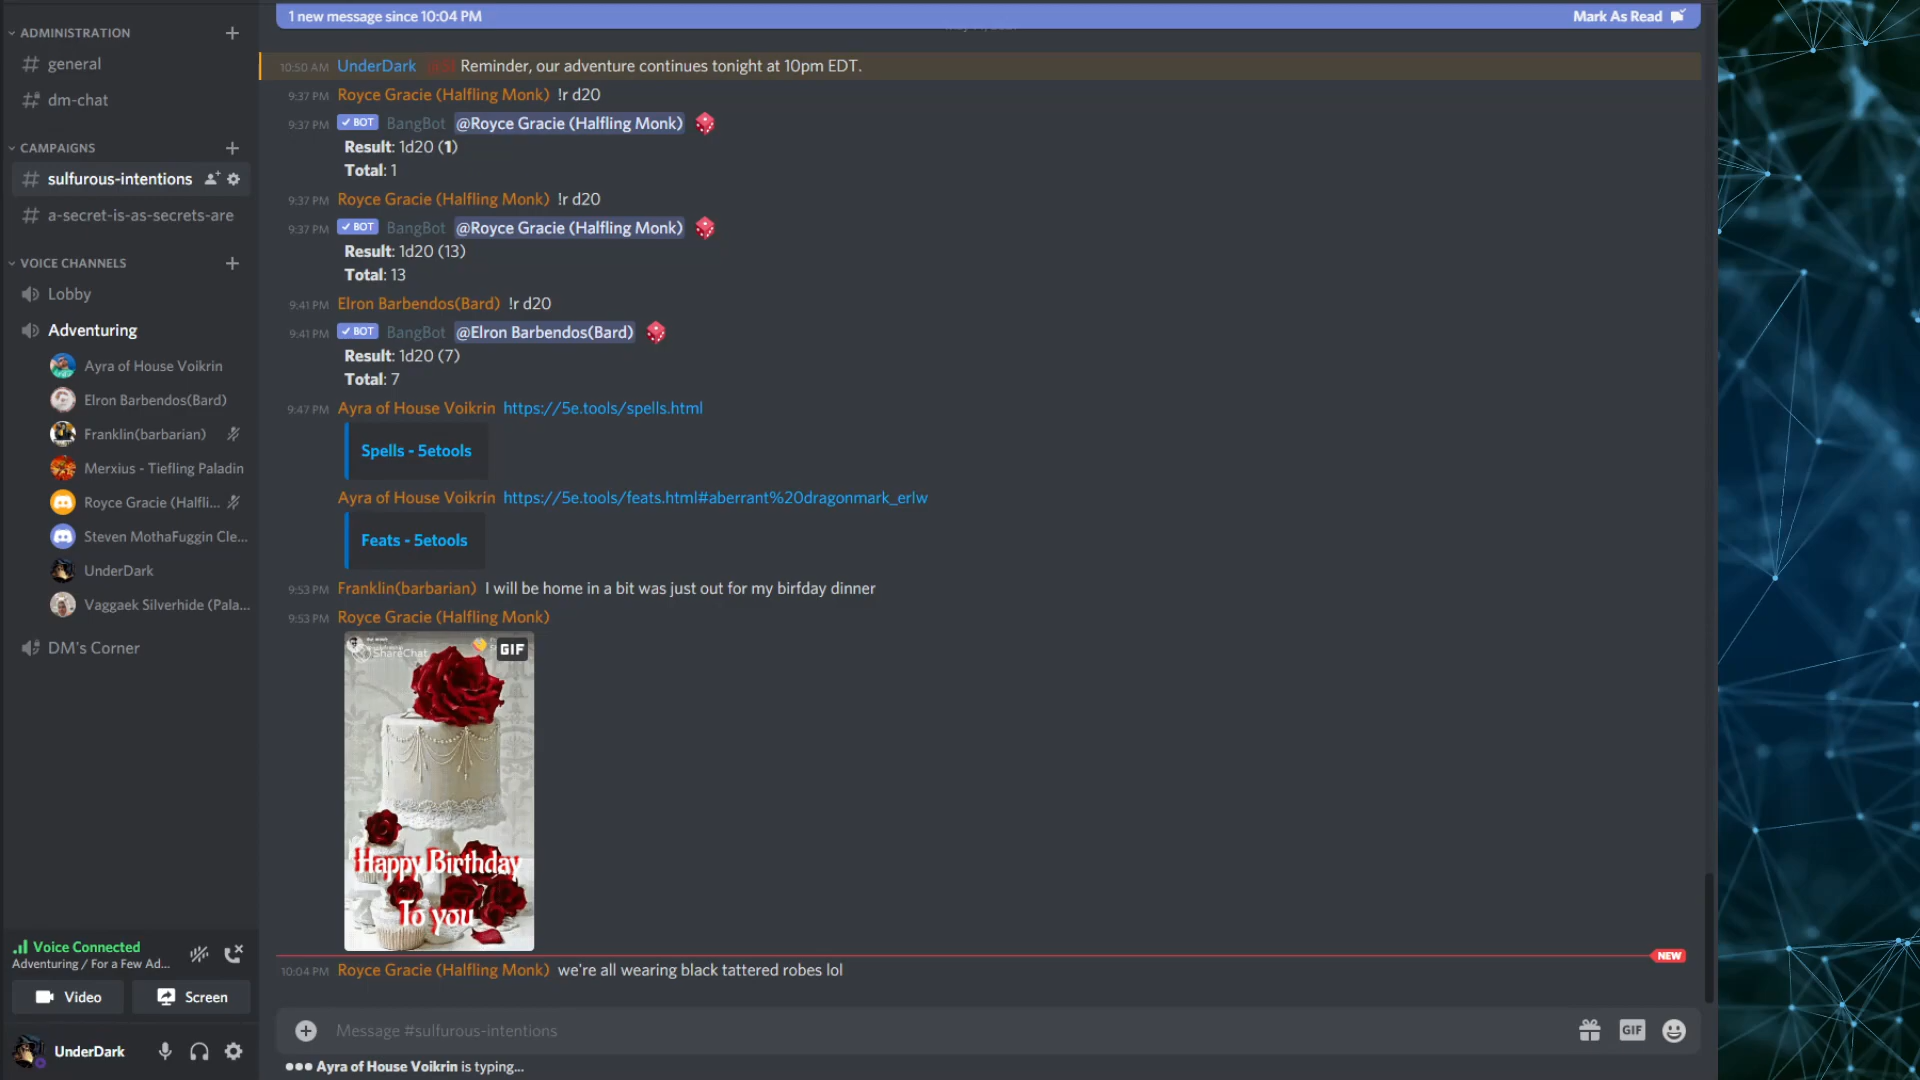 ADMINISTRATION
general
dm-chat
CAMPAIGNS
sulfurous-intentions
a-secret-is-as-secrets-are
VOICE CHANNELS
Lobby
Adventuring
Ayra of House Voikrin
Elron Barbendos(Bard)
Franklin(barbarian)
Merxius - Tiefling Paladin
Royce Gracie (Halfli...
Steven MothaFuggin Cle...
UnderDark
Vaggaek Silverhide (Pala...
DM's Corner
Voice Connected
Adventuring / For a Few Ad...
Video Screen
UnderDark
1 new message since 10:04 PM Mark As Read
10:50 AM UnderDark Reminder, our adventure continues tonight at 10pm EDT.
9:37 PM Royce Gracie (Halfling Monk) !r d20
9:37 PM BOT BangBot @Royce Gracie (Halfling Monk)
Result: 1d20 (1)
Total: 1
9:37 PM Royce Gracie (Halfling Monk) !r d20
9:37 PM BOT BangBot @Royce Gracie (Halfling Monk)
Result: 1d20 (13)
Total: 13
9:41 PM Elron Barbendos(Bard) !r d20
9:41 PM BOT BangBot @Elron Barbendos(Bard)
Result: 1d20 (7)
Total: 7
9:47 PM Ayra of House Voikrin https://5e.tools/spells.html
Spells - 5etools
Ayra of House Voikrin https://5e.tools/feats.html#aberrant%20dragonmark_erlw
Feats - 5etools
9:53 PM Franklin(barbarian) I will be home in a bit was just out for my birfday dinner
9:53 PM Royce Gracie (Halfling Monk)
ShareChat
GIF
Happy Birthday
To you
NEW
10:04 PM Royce Gracie (Halfling Monk) we're all wearing black tattered robes lol
Message #sulfurous-intentions
GIF
Ayra of House Voikrin is typing...